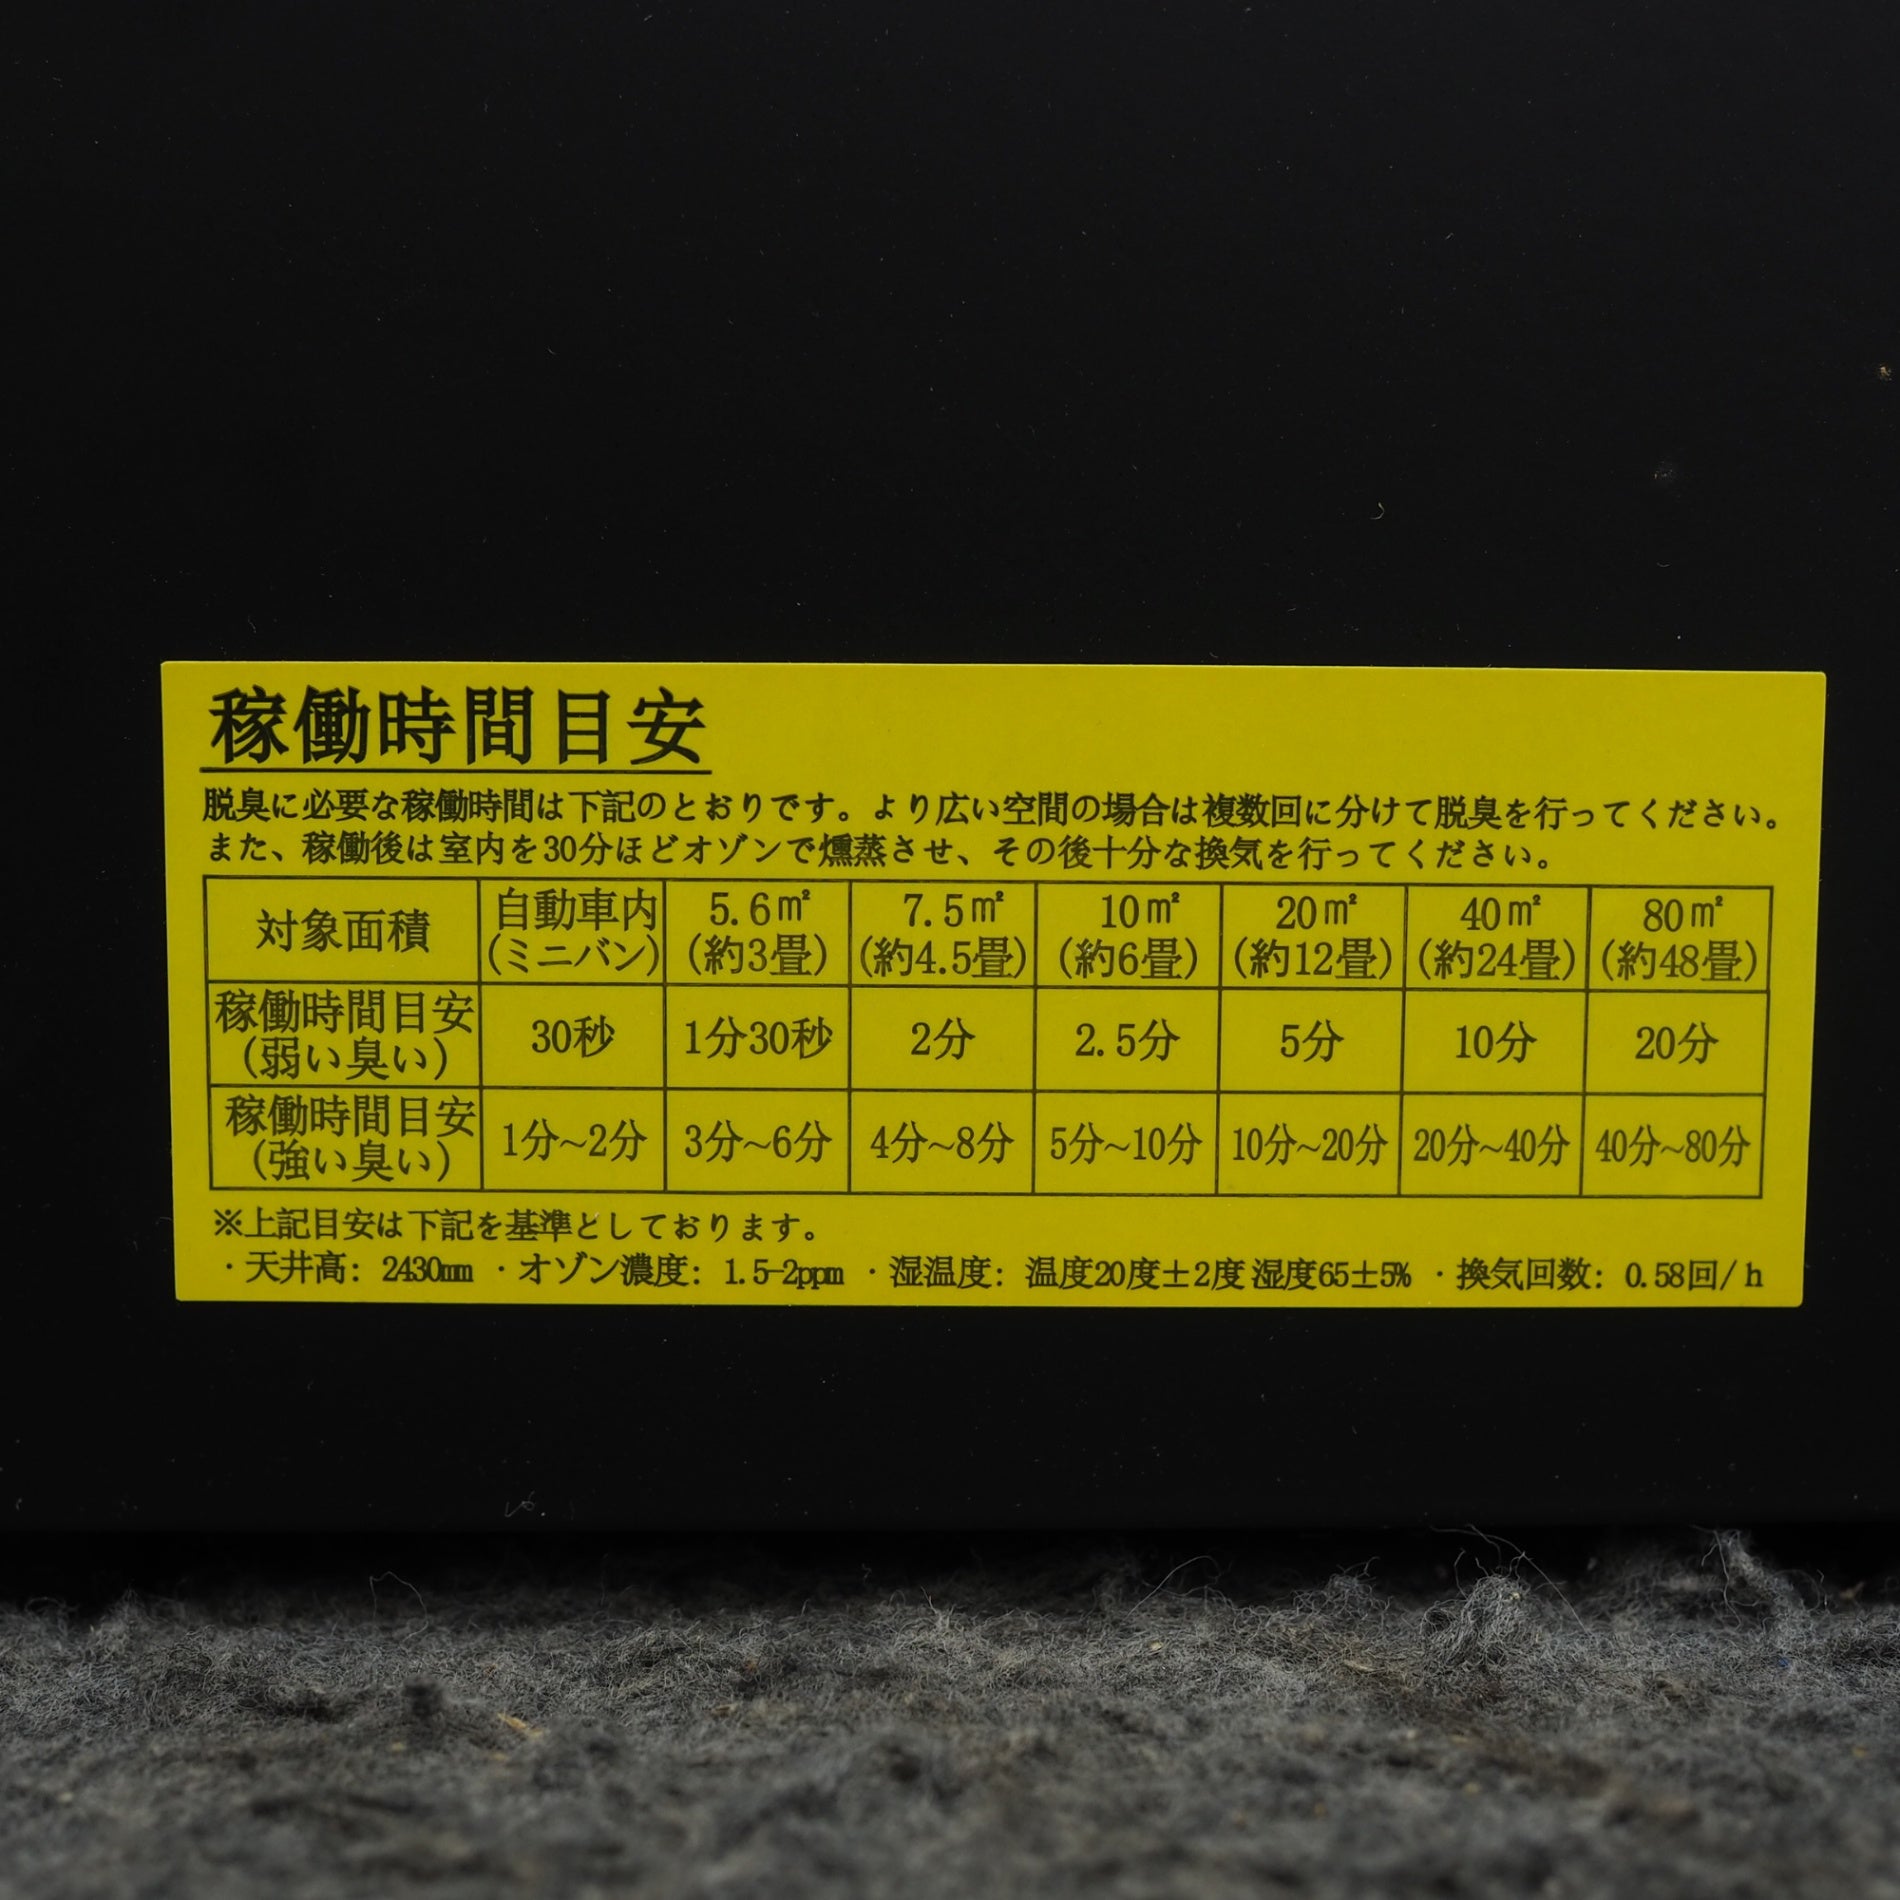 稼働時間目安
脱臭に必要な稼働時間は下記のとおりです。より広い空間の場合は複数回に分けて脱臭を行ってください。
また、稼働後は室内を30分ほどオゾンで燻蒸させ、その後十分な換気を行ってください。
対象面積 自動車内(ミニバン) 5.6㎡(約3畳) 7.5㎡(約4.5畳) 10㎡(約6畳) 20㎡(約12畳) 40㎡(約24畳) 80㎡(約48畳)
稼働時間目安(弱い臭い) 30秒 1分30秒 2分 2.5分 5分 10分 20分
稼働時間目安(強い臭い) 1分~2分 3分~6分 4分~8分 5分~10分 10分~20分 20分~40分 40分~80分
※上記目安は下記を基準としております。
・天井高: 2430mm ・オゾン濃度: 1.5-2ppm ・湿温度: 温度20度±2度 湿度65±5% ・換気回数: 0.58回/h